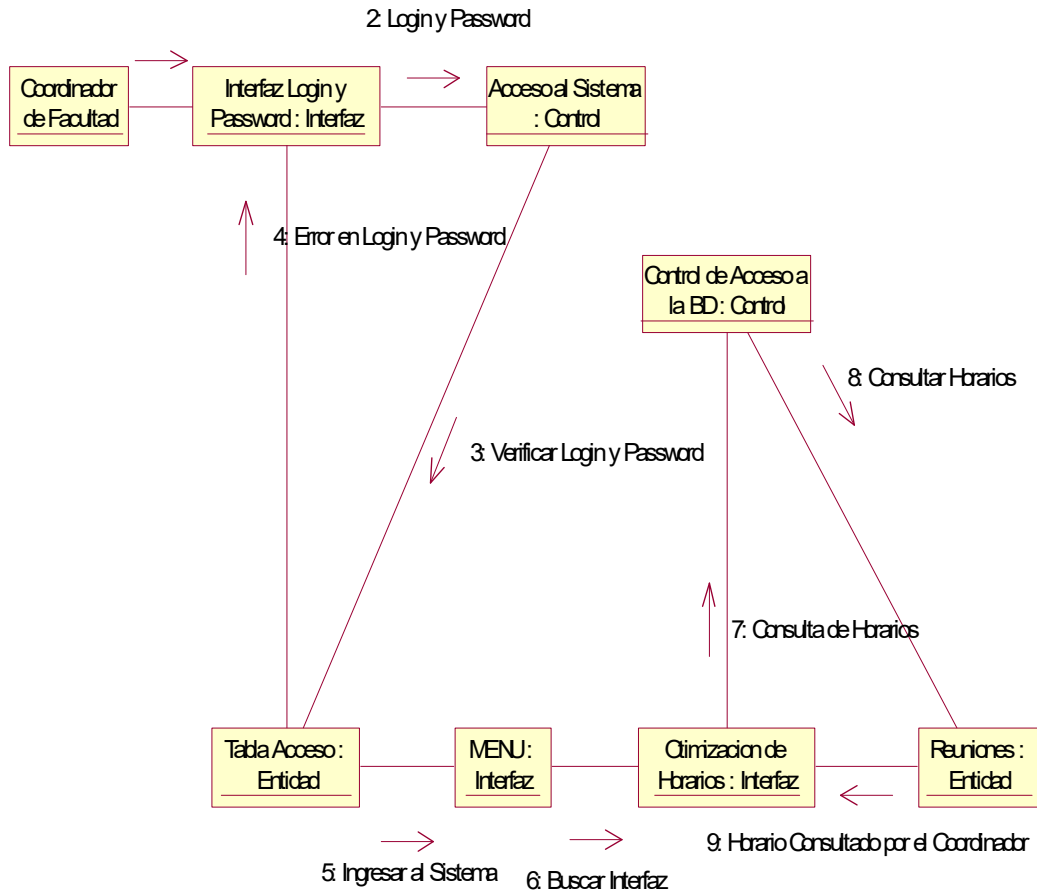 2: Login y Password
Coordinador
de Facultad
Interfaz Login y
Password : Interfaz
Acceso al Sistema
: Control
4: Error en Login y Password
Control de Acceso a
la BD : Control
8: Consultar Horarios
3: Verificar Login y Password
7: Consulta de Horarios
Tabla Acceso :
Entidad
MENU :
Interfaz
Otimizacion de
Horarios : Interfaz
Reuniones :
Entidad
5: Ingresar al Sistema
6: Buscar Interfaz
9: Horario Consultado por el Coordinador